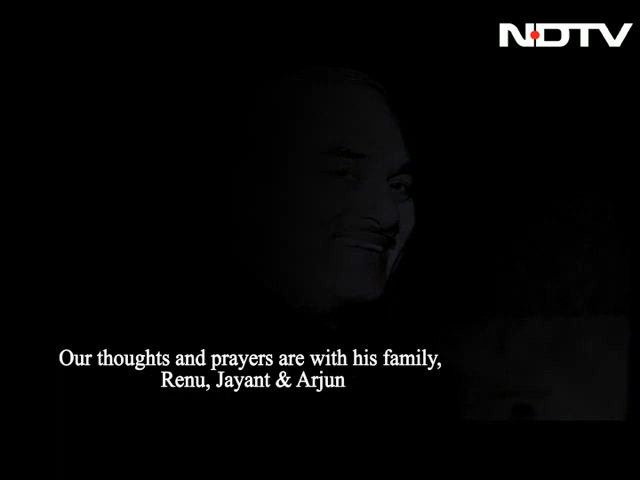 NDTV
Our thoughts and prayers are with his family,
Renu, Jayant & Arjun